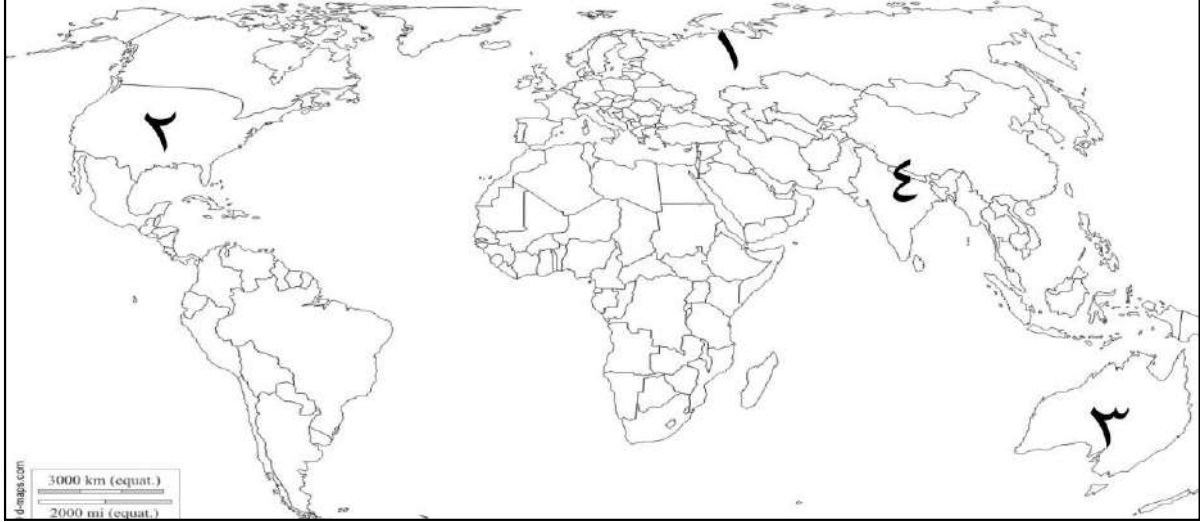 ١
٢
٤
٣
d-maps.com
3000 km (equat.)
2000 mi (equat.)